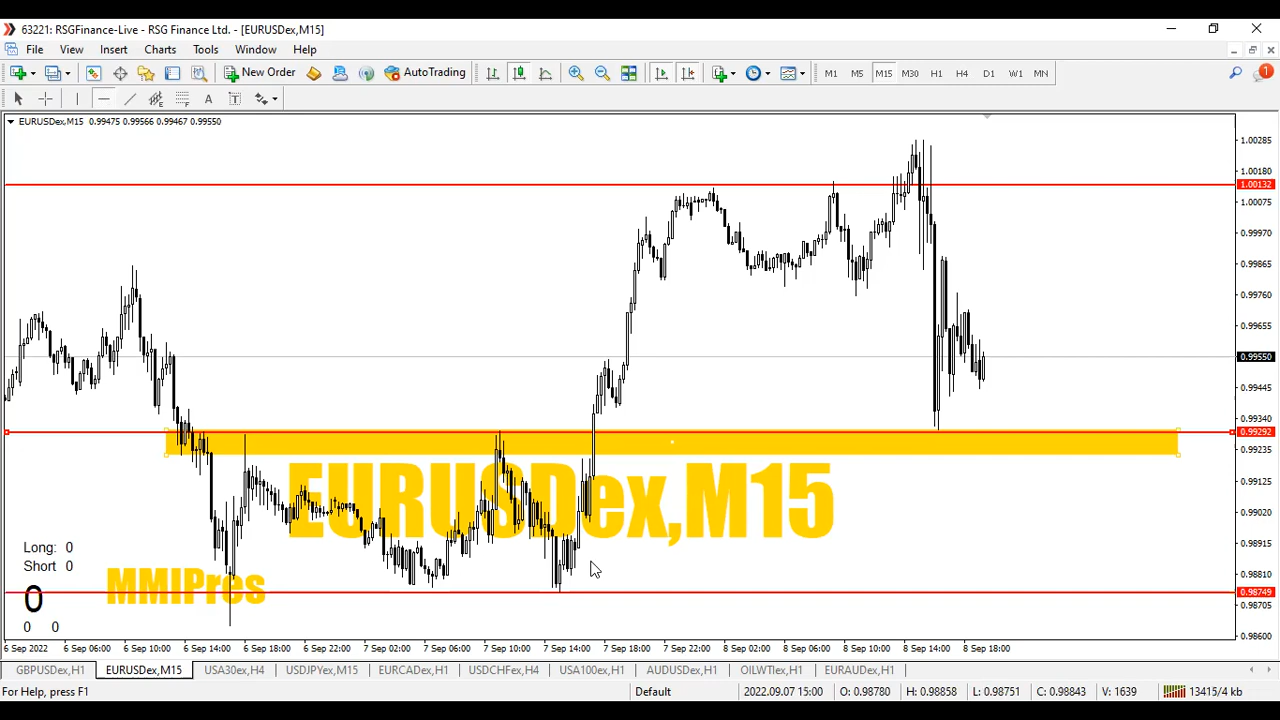 63221: RSGFinance-Live - RSG Finance Ltd. - [EURUSDex,M15]
File View Insert Charts Tools Window Help
New Order AutoTrading M1 M5 M15 M30 H1 H4 D1 W1 MN 1
A T
EURUSDex,M15 0.99475 0.99566 0.99467 0.99550
1.00285
1.00180
1.00132
1.00075
0.99970
0.99865
0.99760
0.99655
0.99550
0.99445
0.99340
0.99292
0.99235
0.99125
0.99020
0.98915
0.98810
0.98749
0.98705
0.98600
EURUSDex,M15
Long: 0
Short 0
MMIPres
0
0 0
6 Sep 2022 6 Sep 06:00 6 Sep 10:00 6 Sep 14:00 6 Sep 18:00 6 Sep 22:00 7 Sep 02:00 7 Sep 06:00 7 Sep 10:00 7 Sep 14:00 7 Sep 18:00 7 Sep 22:00 8 Sep 02:00 8 Sep 06:00 8 Sep 10:00 8 Sep 14:00 8 Sep 18:00
GBPUSDex,H1 EURUSDex,M15 USA30ex,H4 USDJPYex,M15 EURCADex,H1 USDCHFex,H4 USA100ex,H1 AUDUSDex,H1 OILWTIex,H1 EURAUDex,H1
For Help, press F1 Default 2022.09.07 15:00 O: 0.98780 H: 0.98858 L: 0.98751 C: 0.98843 V: 1639 13415/4 kb